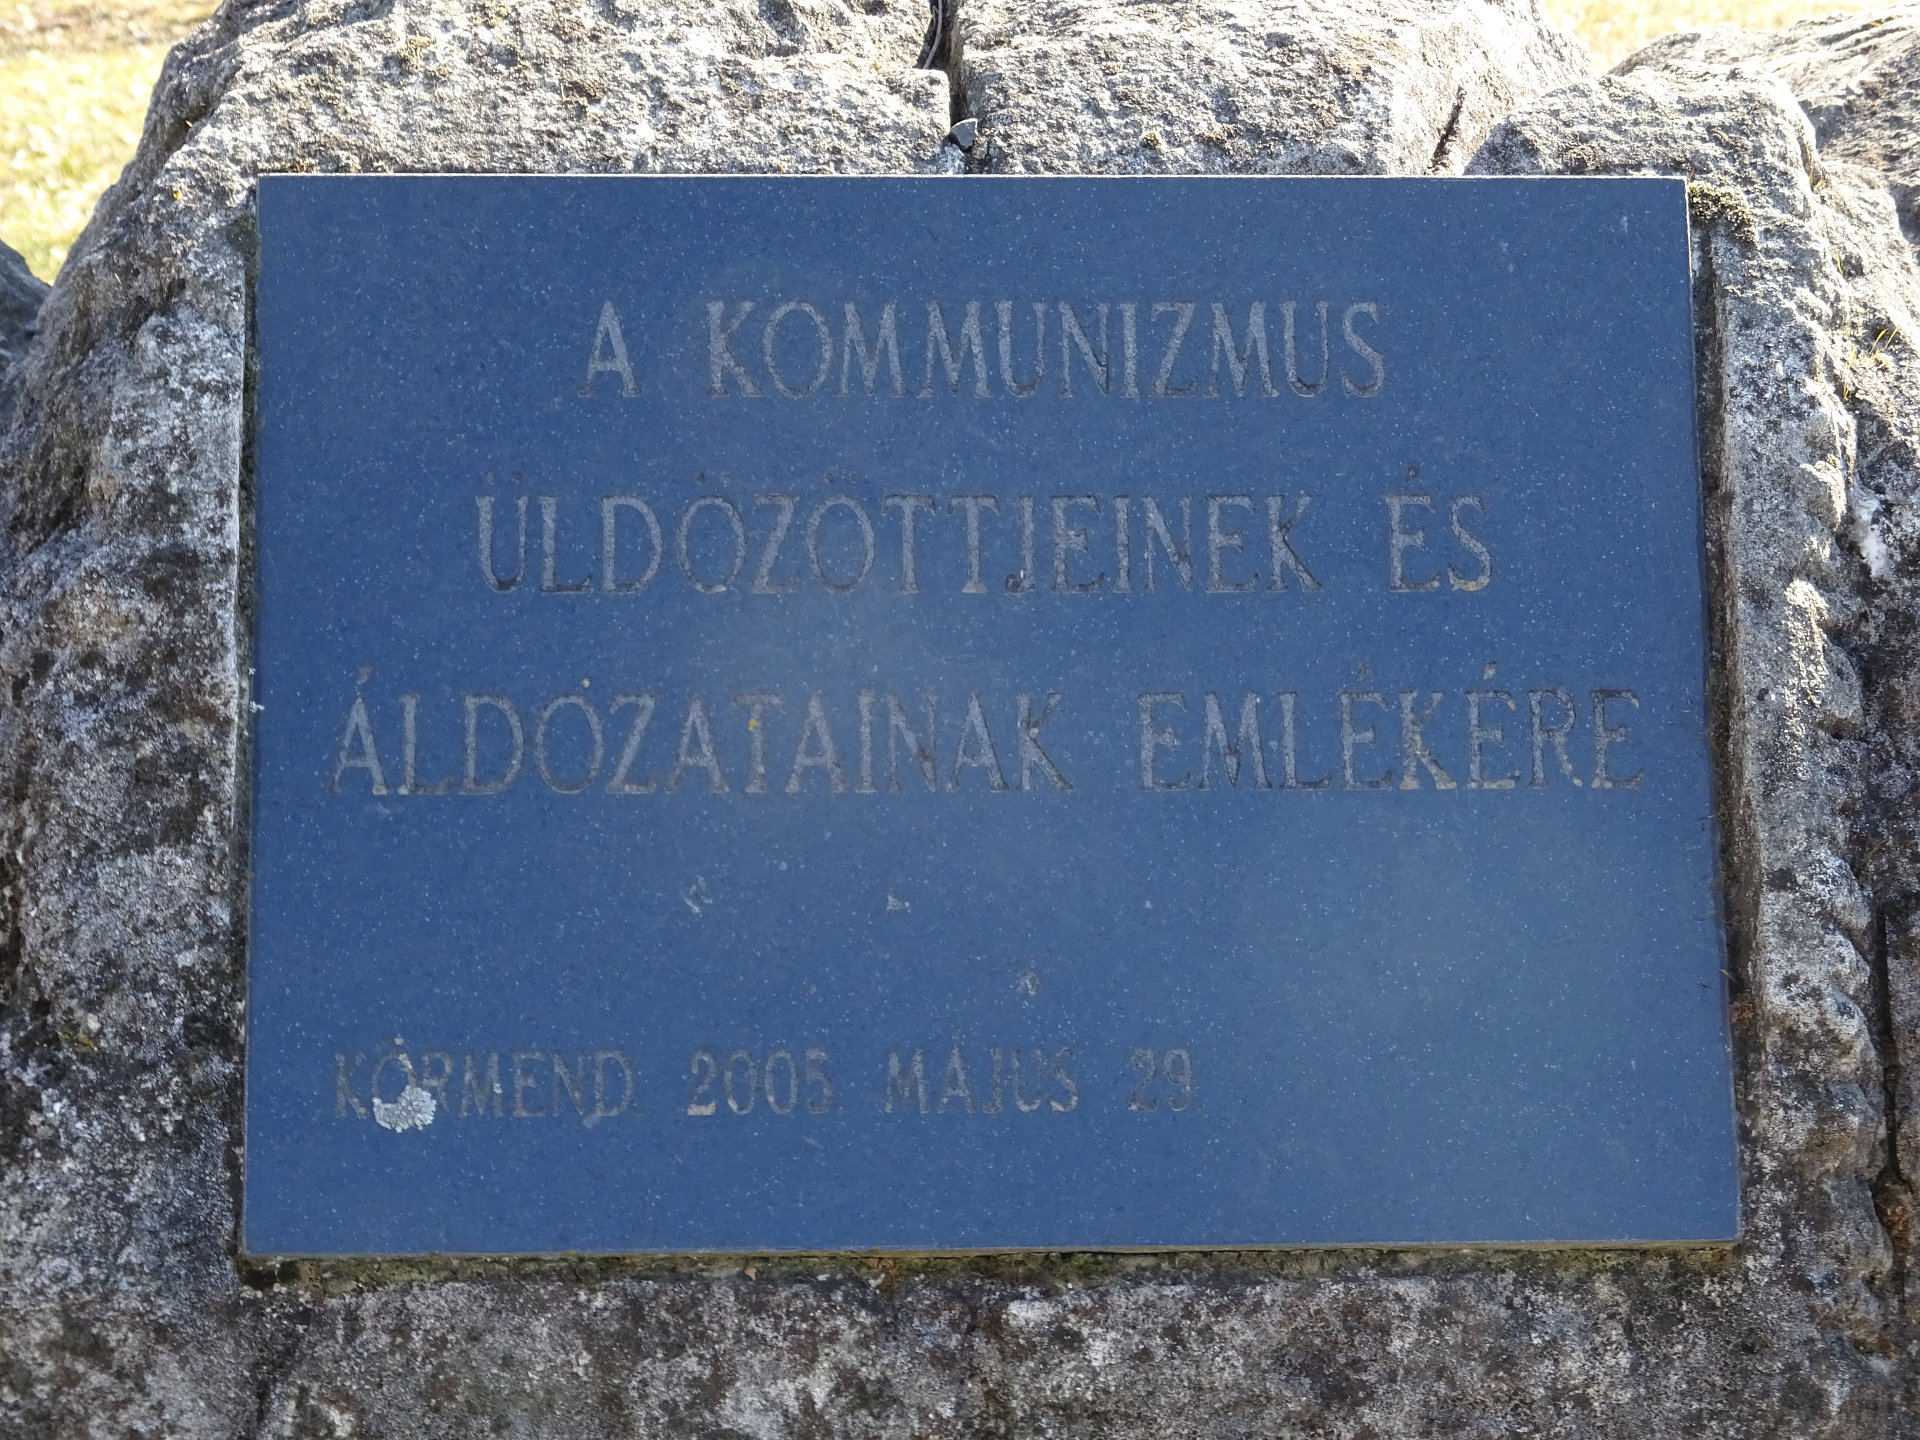 A KOMMUNIZMUS
ÜLDÖZÖTTJEINEK ÉS
ÁLDOZATAINAK EMLÉKÉRE
KÖRMEND 2005 MÁJUS 29